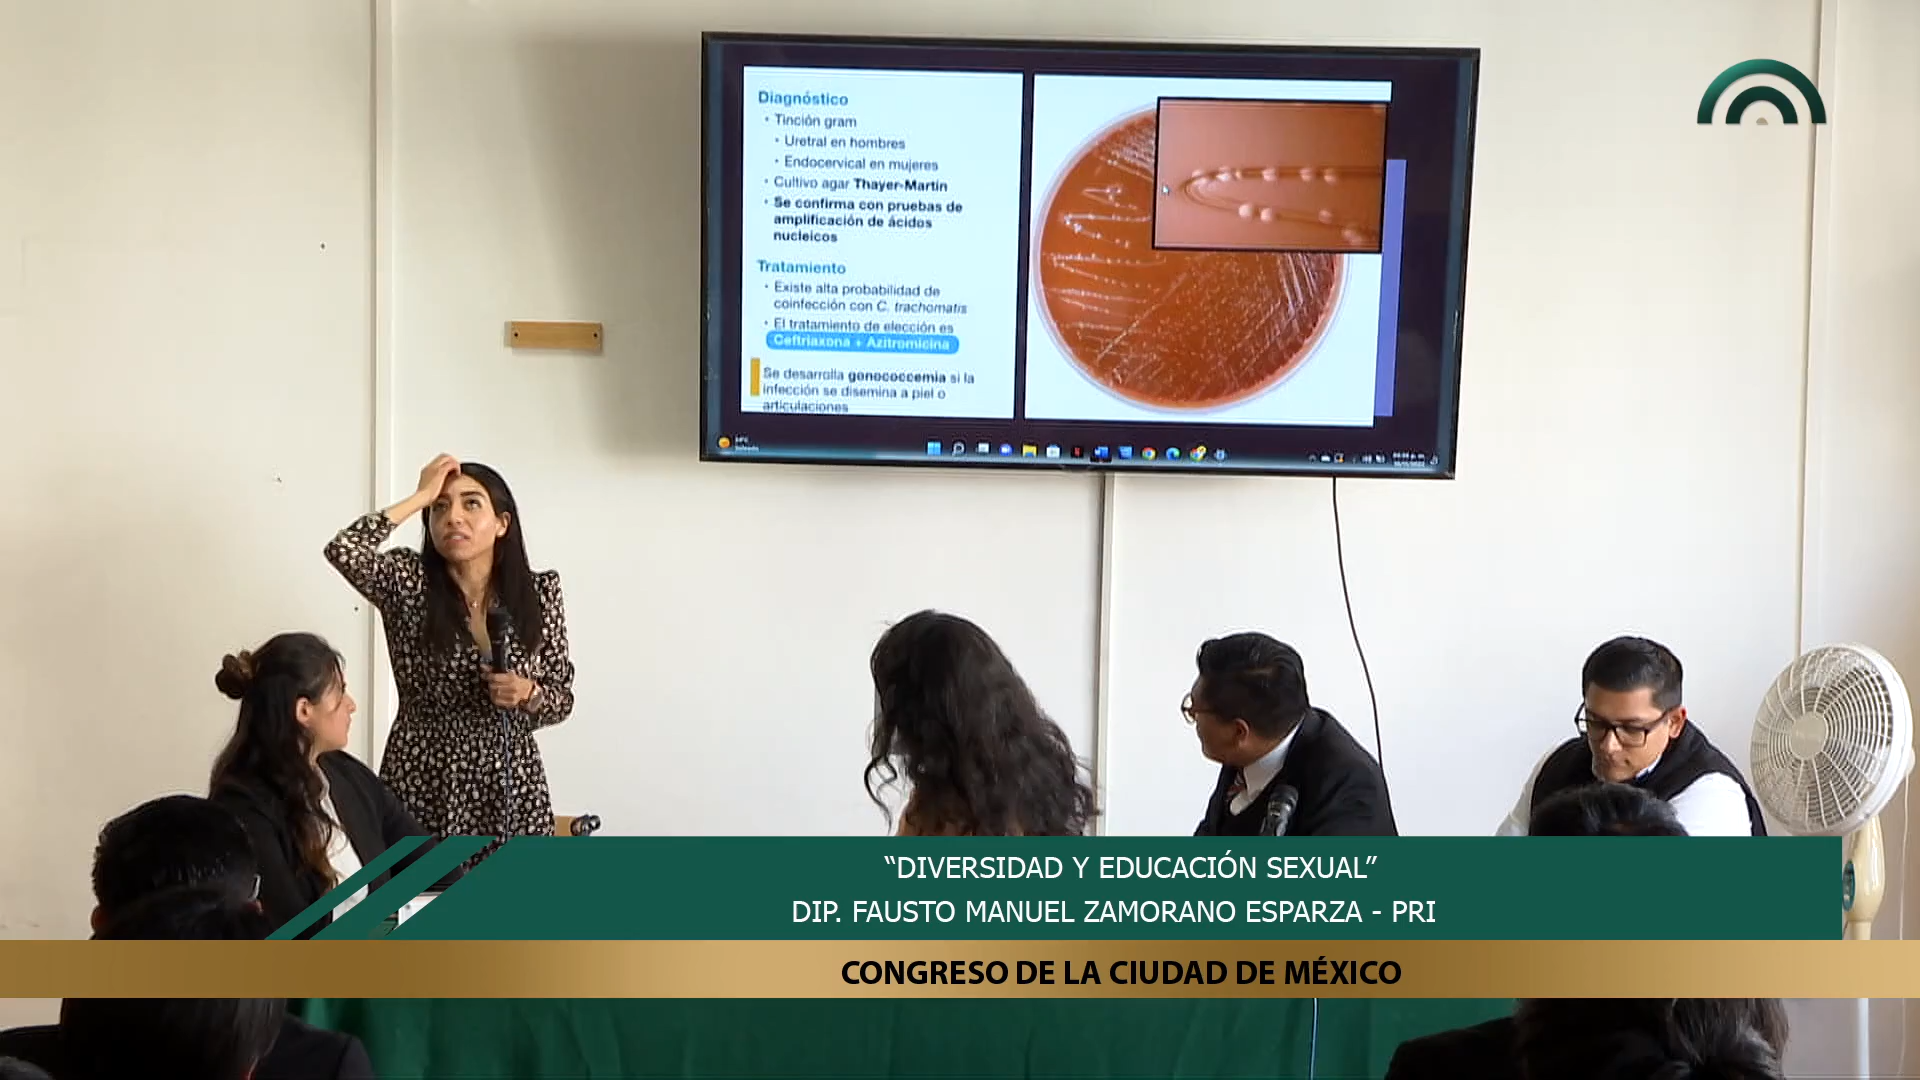 Diagnóstico
• Tinción gram
• Uretral en hombres
• Endocervical en mujeres
• Cultivo agar Thayer-Martin
• Se confirma con pruebas de
amplificación de ácidos
nucleicos
Tratamiento
• Existe alta probabilidad de
coinfección con C. trachomatis
• El tratamiento de elección es
Ceftriaxona + Azitromicina
Se desarrolla gonococcemia si la
infección se disemina a piel o
articulaciones
“DIVERSIDAD Y EDUCACIÓN SEXUAL”
DIP. FAUSTO MANUEL ZAMORANO ESPARZA - PRI
CONGRESO DE LA CIUDAD DE MÉXICO